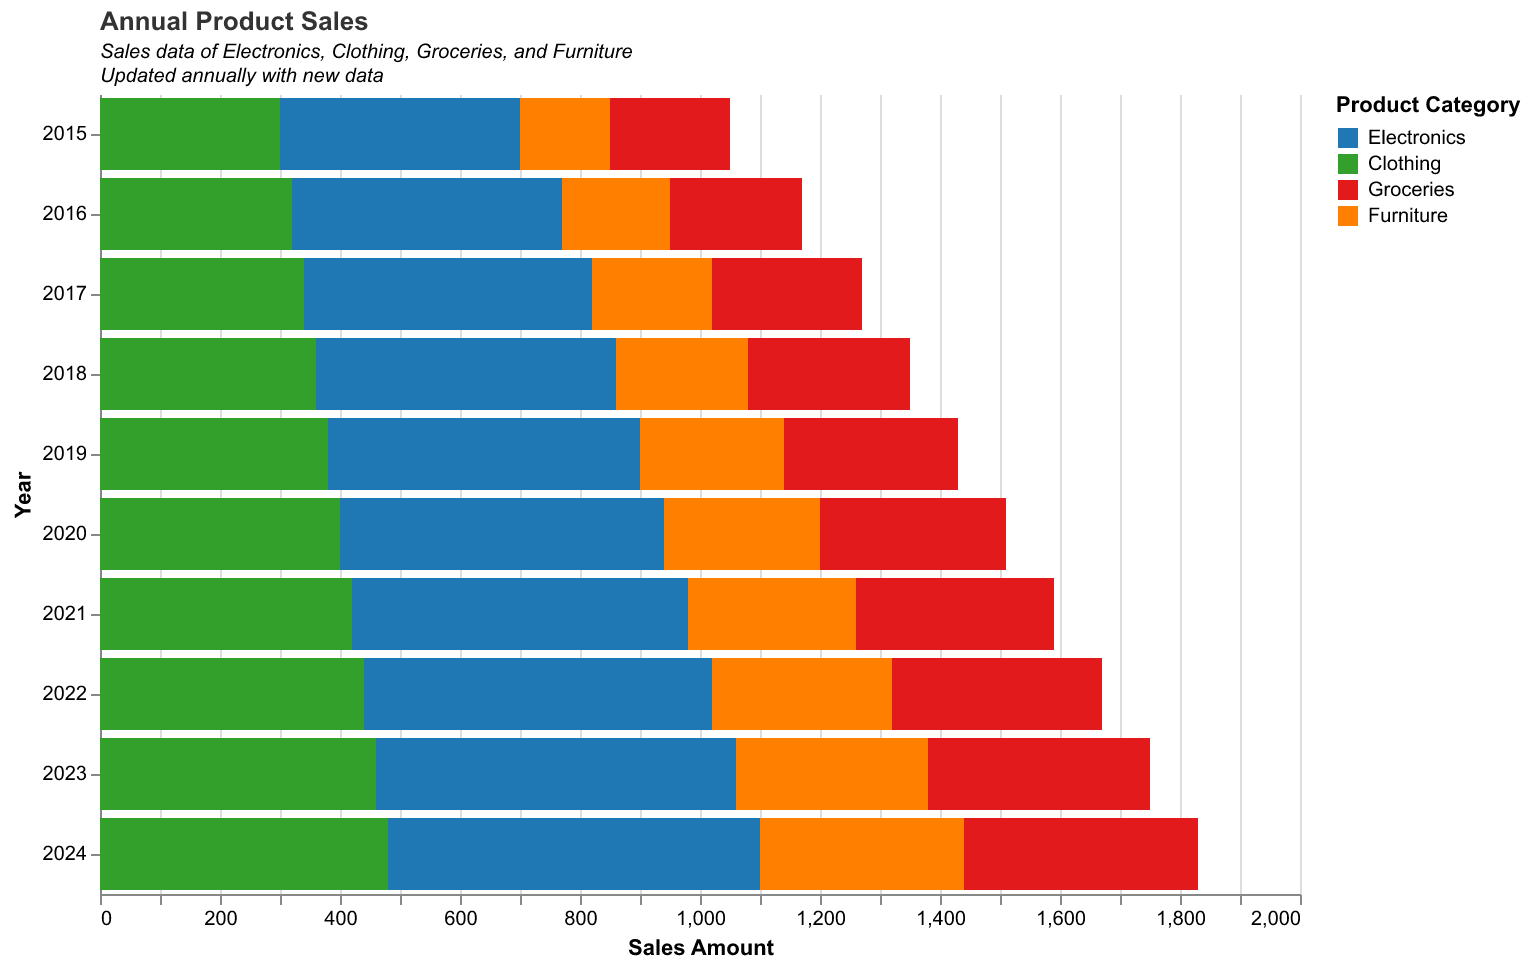 Annual Product Sales
Sales data of Electronics, Clothing, Groceries, and Furniture
Updated annually with new data
Product Category
Electronics
Clothing
Groceries
Furniture
Year
2015
2016
2017
2018
2019
2020
2021
2022
2023
2024
0 200 400 600 800 1,000 1,200 1,400 1,600 1,800 2,000
Sales Amount